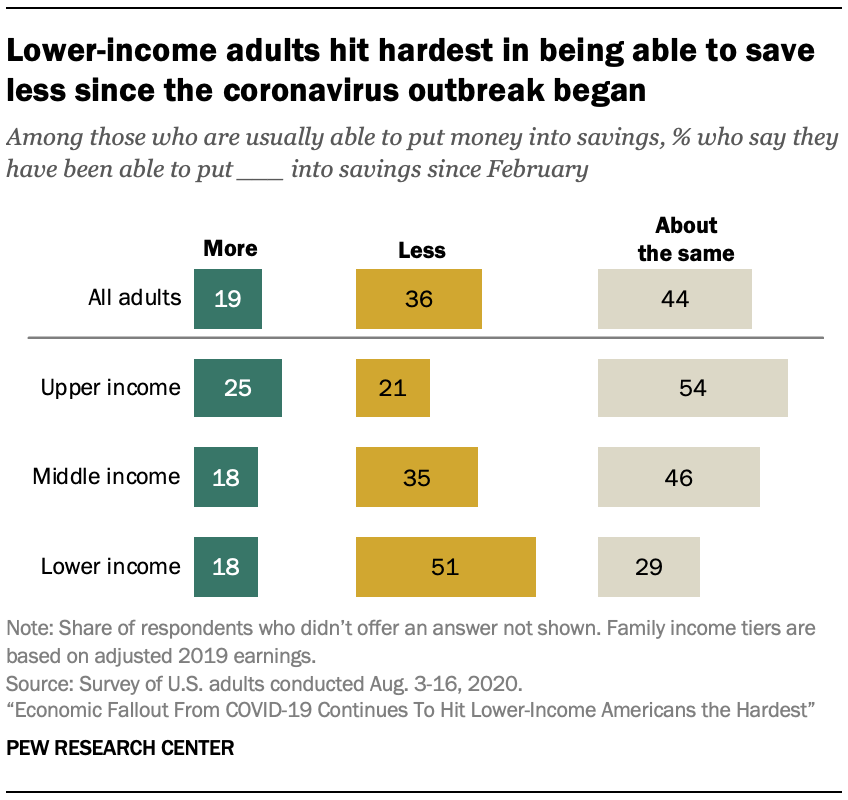 Lower-income adults hit hardest in being able to save
less since the coronavirus outbreak began
Among those who are usually able to put money into savings, % who say they
have been able to put ___ into savings since February
More
Less
About
the same
All adults 19 36 44
Upper income 25 21 54
Middle income 18 35 46
Lower income 18 51 29
Note: Share of respondents who didn’t offer an answer not shown. Family income tiers are
based on adjusted 2019 earnings.
Source: Survey of U.S. adults conducted Aug. 3-16, 2020.
“Economic Fallout From COVID-19 Continues To Hit Lower-Income Americans the Hardest”
PEW RESEARCH CENTER